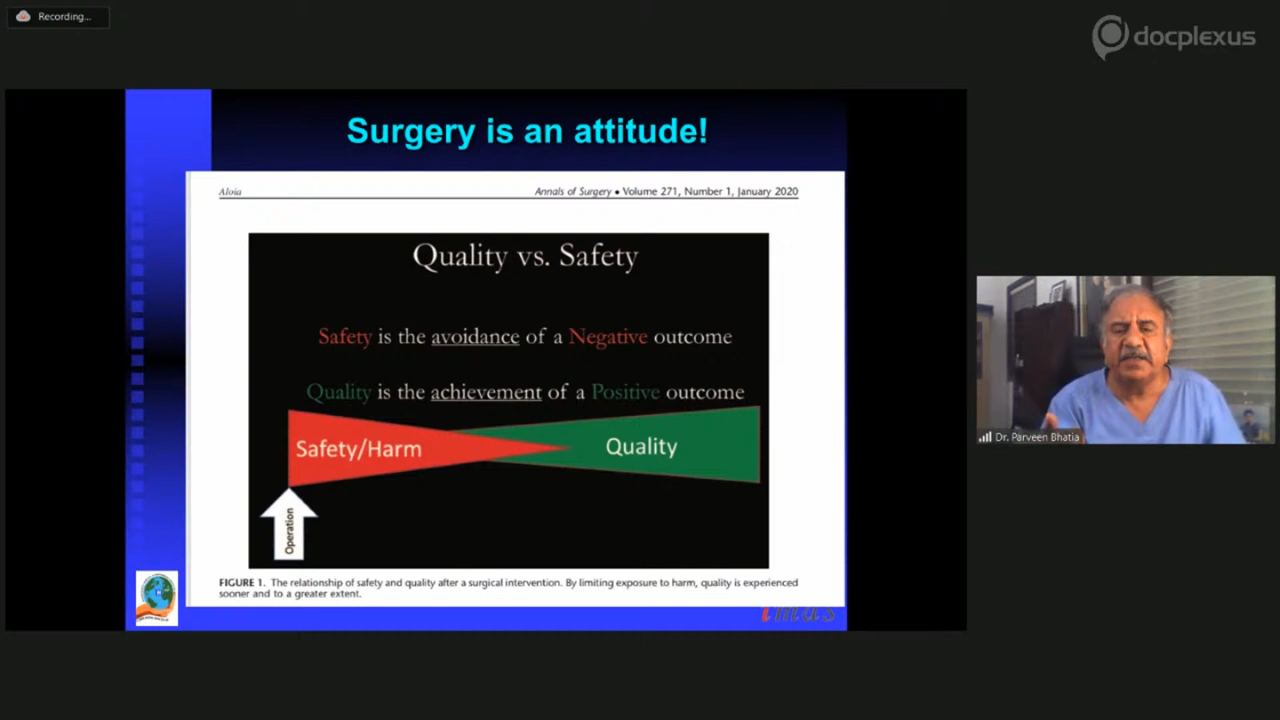 Recording...
docplexus
Surgery is an attitude!
Aloia
Annals of Surgery • Volume 271, Number 1, January 2020
Quality vs. Safety
Safety is the avoidance of a Negative outcome
Quality is the achievement of a Positive outcome
Safety/Harm
Quality
Operation
FIGURE 1. The relationship of safety and quality after a surgical intervention. By limiting exposure to harm, quality is experienced
sooner and to a greater extent.
imas
Dr. Parveen Bhatia